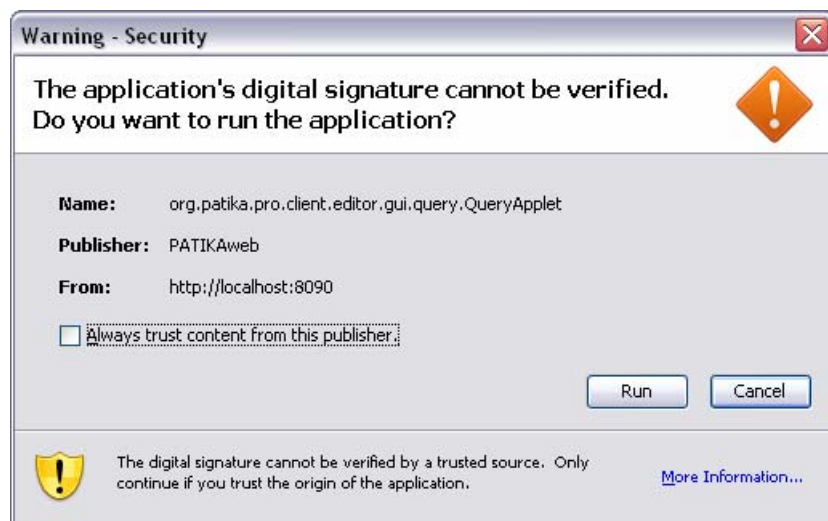 Warning - Security
The application's digital signature cannot be verified.
Do you want to run the application?
Name: org.patika.pro.client.editor.gui.query.QueryApplet
Publisher: PATIKAweb
From: http://localhost:8090
Always trust content from this publisher.
Run Cancel
The digital signature cannot be verified by a trusted source. Only
continue if you trust the origin of the application.
More Information...